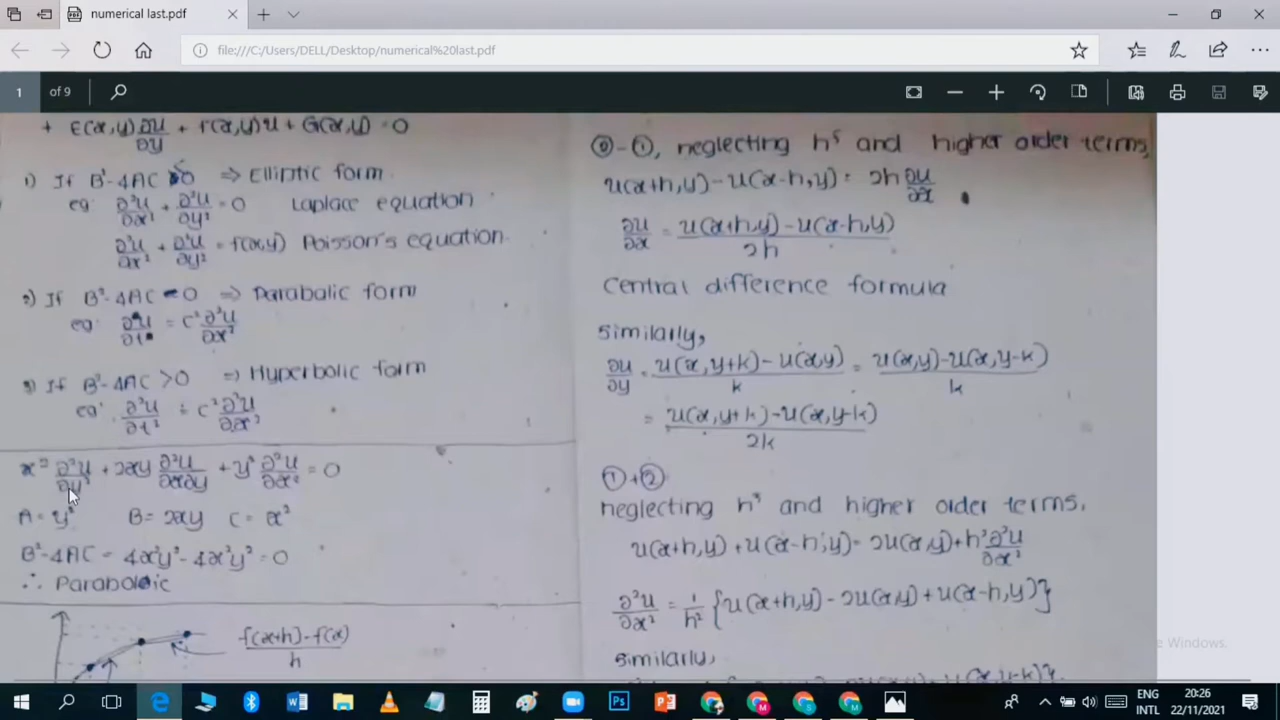 numerical last.pdf
file:///C:/Users/DELL/Desktop/numerical%20last.pdf
1 of 9
+ E(x,y) ∂u/∂y + F(x,y)u + G(x,y) = 0
1) If B²-4AC <0 ⇒ Elliptic form
eg: ∂²u/∂x² + ∂²u/∂y² = 0 Laplace equation
∂²u/∂x² + ∂²u/∂y² = f(x,y) Poisson's equation.
2) If B²-4AC = 0 ⇒ Parabalic form
eg: ∂u/∂t = c² ∂²u/∂x²
3) If B²-4AC >0 ⇒ Hyperbolic form
eg: ∂²u/∂t² = c² ∂²u/∂x²
x² ∂²u/∂y² + 2xy ∂²u/∂x∂y + y² ∂²u/∂x² = 0
A = y² B = 2xy C = x²
B²-4AC = 4x²y² - 4x²y² = 0
∴ Parabolic
f(x+h) - f(x) / h
② - ①, neglecting h⁵ and higher order terms,
u(x+h,y) - u(x-h,y) = 2h ∂u/∂x
∂u/∂x = u(x+h,y) - u(x-h,y) / 2h
Central difference formula
Similarly,
∂u/∂y = u(x,y+k) - u(x,y) / k = u(x,y) - u(x,y-k) / k
= u(x,y+k) - u(x,y-k) / 2k
① + ②
neglecting h⁵ and higher order terms.
u(x+h,y) + u(x-h,y) = 2u(x,y) + h² ∂²u/∂x²
∂²u/∂x² = 1/h² {u(x+h,y) - 2u(x,y) + u(x-h,y)}
Similarly,
Windows.
ENG
INTL
20:26
22/11/2021